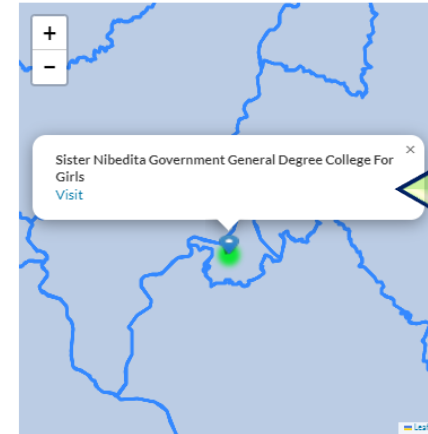 +
−
Sister Nibedita Government General Degree College For
Girls
Visit
×